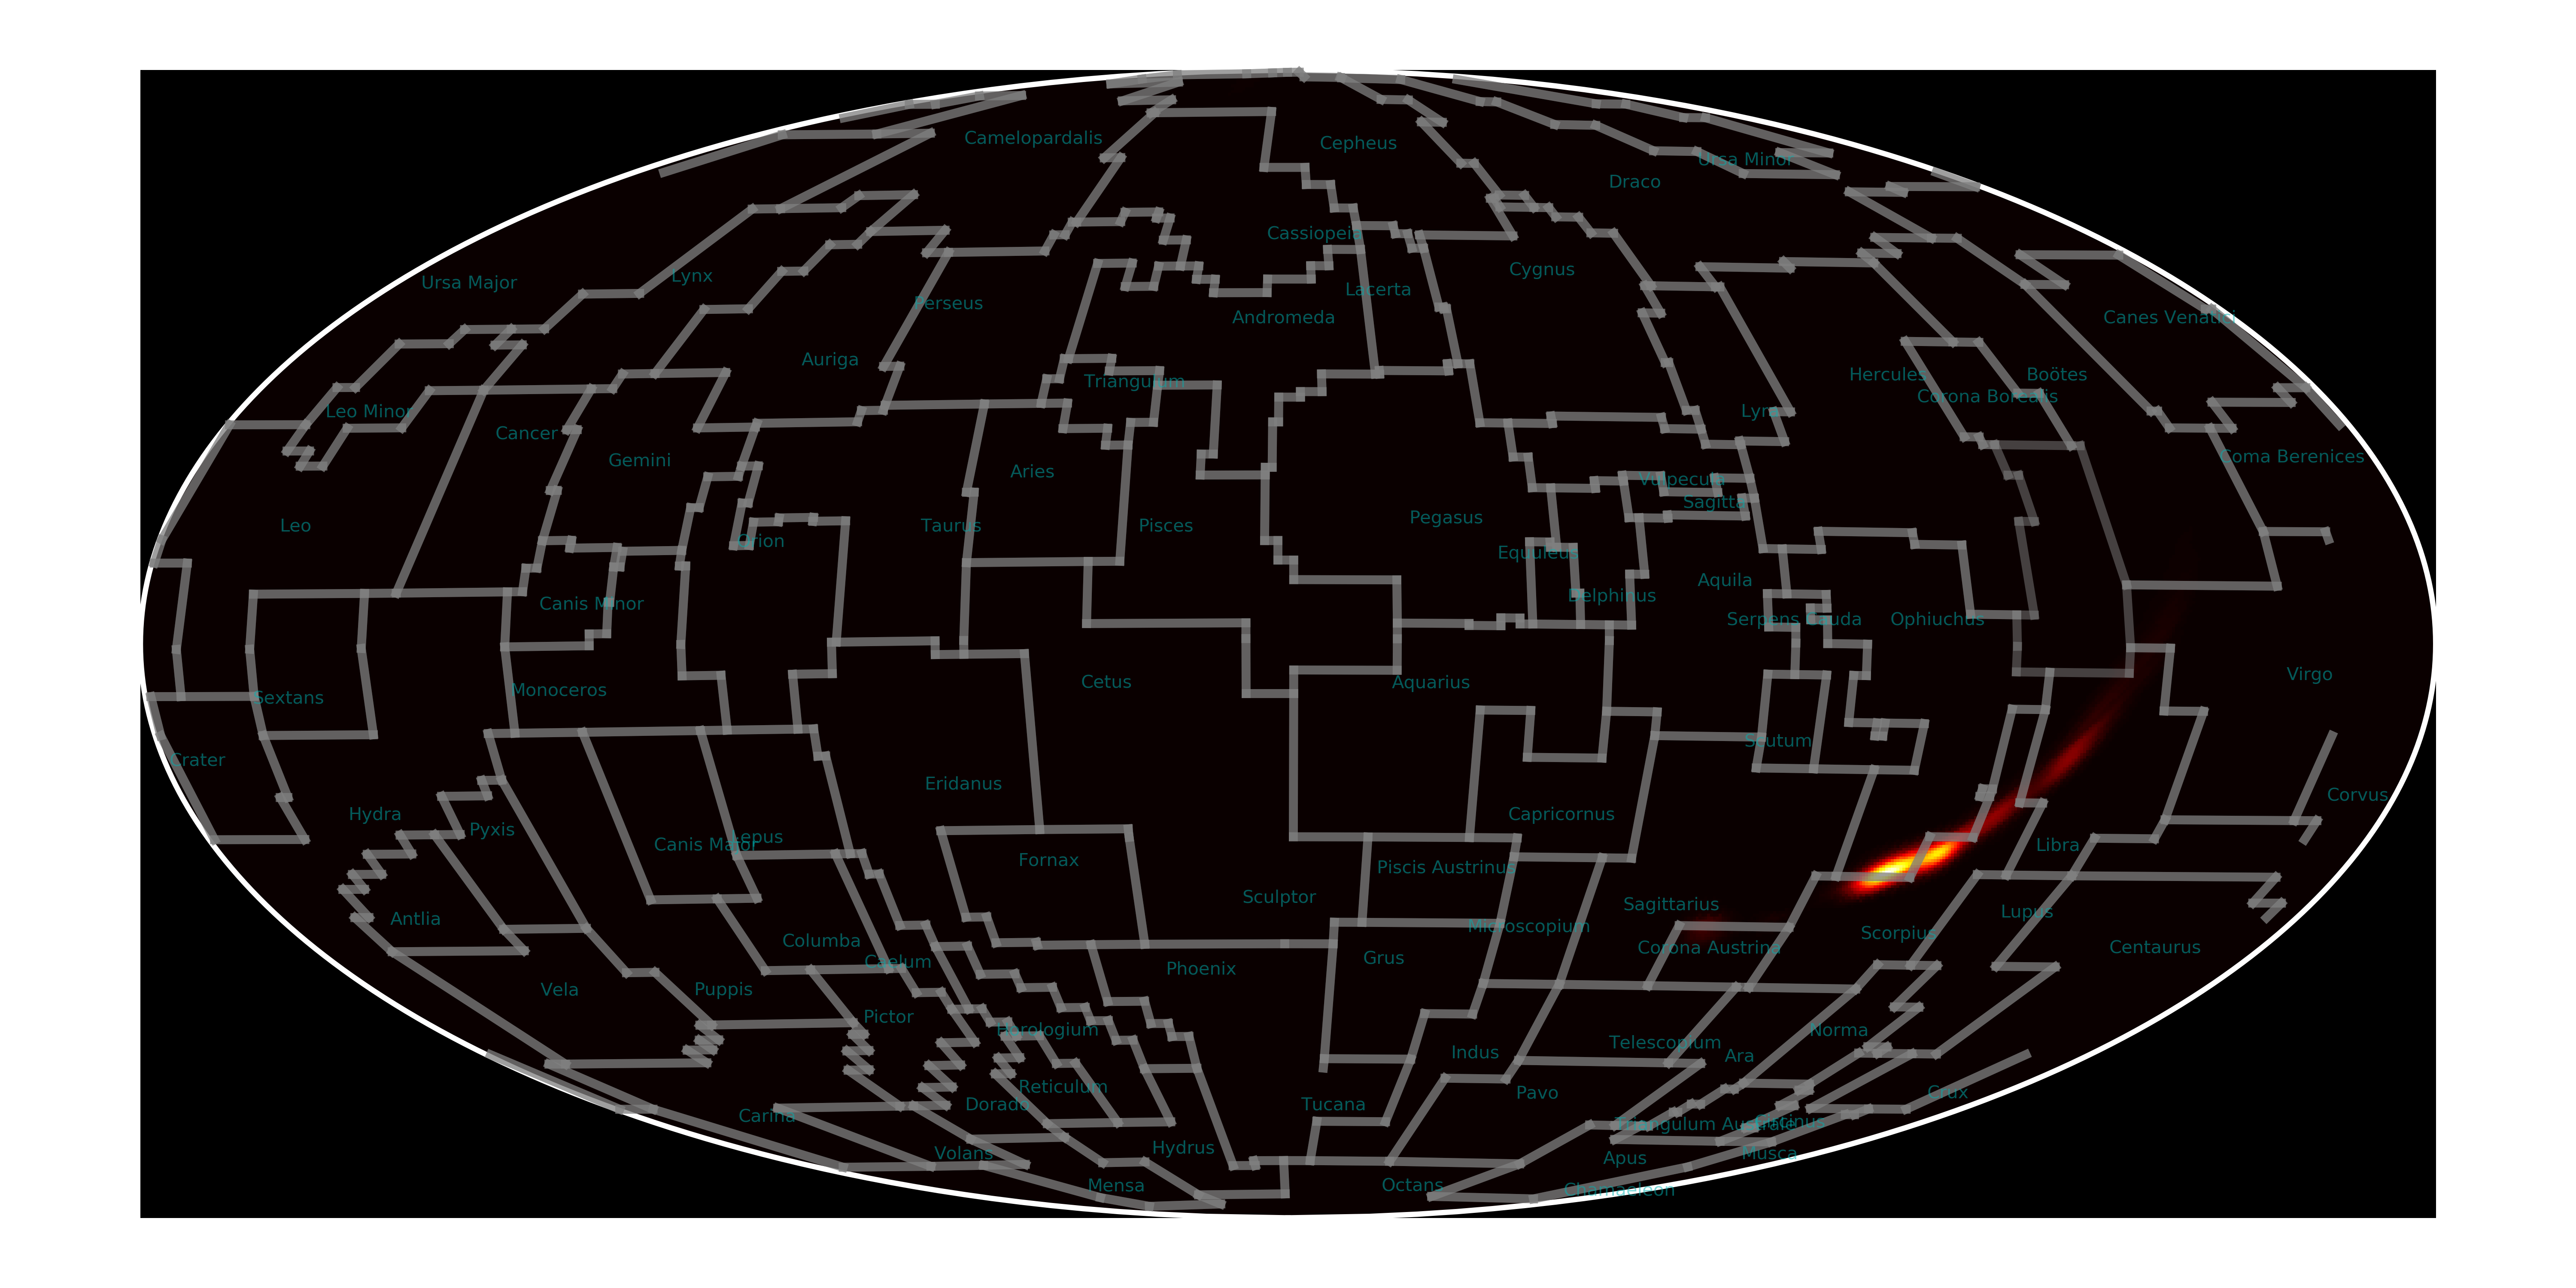 Camelopardalis
Cepheus
Ursa Minor
Draco
Cassiopeia
Cygnus
Ursa Major
Lynx
Lacerta
Perseus
Andromeda
Canes Venatici
Auriga
Triangulum
Hercules
Boötes
Corona Borealis
Leo Minor
Lyra
Cancer
Gemini
Coma Berenices
Aries
Vulpecula
Sagitta
Leo
Taurus
Pisces
Pegasus
Orion
Equuleus
Aquila
Delphinus
Canis Minor
Serpens Cauda
Ophiuchus
Virgo
Cetus
Aquarius
Monoceros
Sextans
Scutum
Crater
Eridanus
Corvus
Hydra
Capricornus
Pyxis
Lepus
Canis Major
Libra
Fornax
Piscis Austrinus
Sculptor
Sagittarius
Lupus
Antlia
Microscopium
Scorpius
Columba
Corona Austrina
Centaurus
Grus
Caelum
Phoenix
Vela
Puppis
Pictor
Horologium
Norma
Telescopium
Indus
Ara
Reticulum
Pavo
Crux
Dorado
Tucana
Carina
Triangulum Australe
Circinus
Hydrus
Volans
Musca
Apus
Mensa
Octans
Chamaeleon